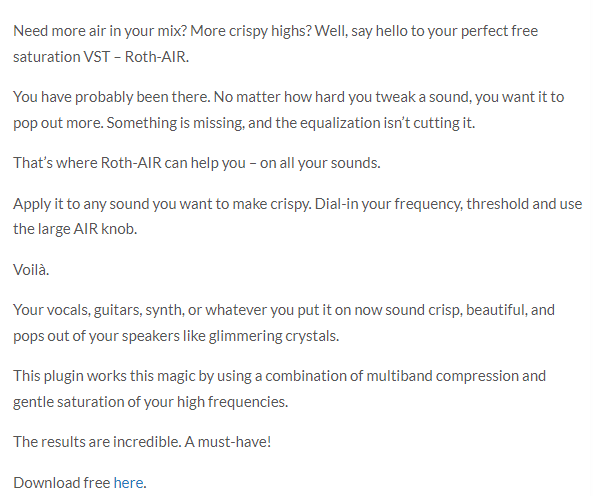 Need more air in your mix? More crispy highs? Well, say hello to your perfect free
saturation VST – Roth-AIR.
You have probably been there. No matter how hard you tweak a sound, you want it to
pop out more. Something is missing, and the equalization isn’t cutting it.
That’s where Roth-AIR can help you – on all your sounds.
Apply it to any sound you want to make crispy. Dial-in your frequency, threshold and use
the large AIR knob.
Voilà.
Your vocals, guitars, synth, or whatever you put it on now sound crisp, beautiful, and
pops out of your speakers like glimmering crystals.
This plugin works this magic by using a combination of multiband compression and
gentle saturation of your high frequencies.
The results are incredible. A must-have!
Download free here.